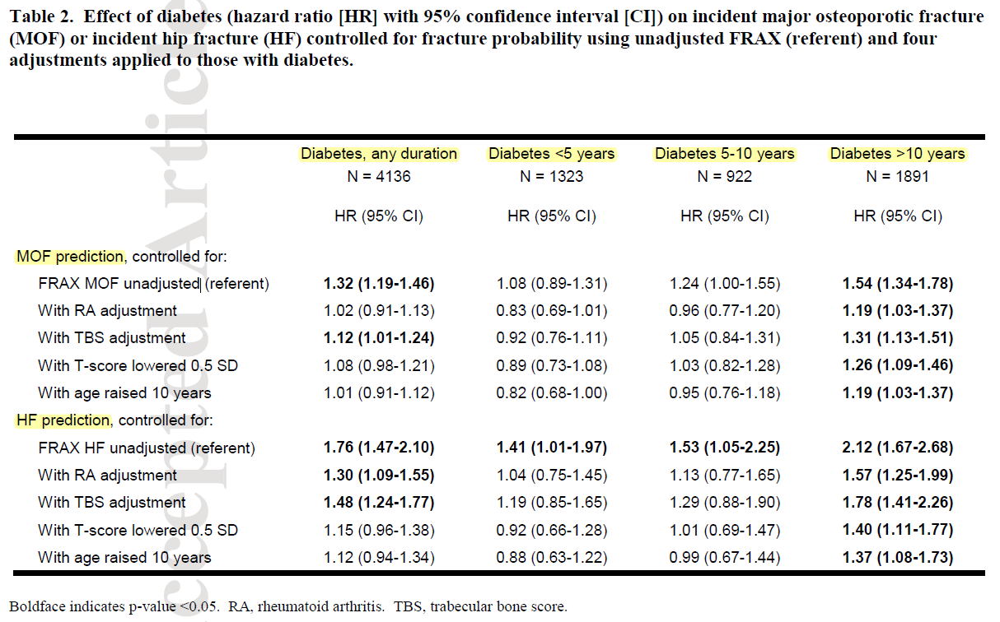 Table 2.  Effect of diabetes (hazard ratio [HR] with 95% confidence interval [CI]) on incident major osteoporotic fracture
(MOF) or incident hip fracture (HF) controlled for fracture probability using unadjusted FRAX (referent) and four
adjustments applied to those with diabetes.
Diabetes, any duration Diabetes <5 years Diabetes 5-10 years Diabetes >10 years
N = 4136 N = 1323 N = 922 N = 1891
HR (95% CI) HR (95% CI) HR (95% CI) HR (95% CI)
MOF prediction, controlled for:
FRAX MOF unadjusted (referent) 1.32 (1.19-1.46) 1.08 (0.89-1.31) 1.24 (1.00-1.55) 1.54 (1.34-1.78)
With RA adjustment 1.02 (0.91-1.13) 0.83 (0.69-1.01) 0.96 (0.77-1.20) 1.19 (1.03-1.37)
With TBS adjustment 1.12 (1.01-1.24) 0.92 (0.76-1.11) 1.05 (0.84-1.31) 1.31 (1.13-1.51)
With T-score lowered 0.5 SD 1.08 (0.98-1.21) 0.89 (0.73-1.08) 1.03 (0.82-1.28) 1.26 (1.09-1.46)
With age raised 10 years 1.01 (0.91-1.12) 0.82 (0.68-1.00) 0.95 (0.76-1.18) 1.19 (1.03-1.37)
HF prediction, controlled for:
FRAX HF unadjusted (referent) 1.76 (1.47-2.10) 1.41 (1.01-1.97) 1.53 (1.05-2.25) 2.12 (1.67-2.68)
With RA adjustment 1.30 (1.09-1.55) 1.04 (0.75-1.45) 1.13 (0.77-1.65) 1.57 (1.25-1.99)
With TBS adjustment 1.48 (1.24-1.77) 1.19 (0.85-1.65) 1.29 (0.88-1.90) 1.78 (1.41-2.26)
With T-score lowered 0.5 SD 1.15 (0.96-1.38) 0.92 (0.66-1.28) 1.01 (0.69-1.47) 1.40 (1.11-1.77)
With age raised 10 years 1.12 (0.94-1.34) 0.88 (0.63-1.22) 0.99 (0.67-1.44) 1.37 (1.08-1.73)
Boldface indicates p-value <0.05.  RA, rheumatoid arthritis.  TBS, trabecular bone score.
ccepted Article